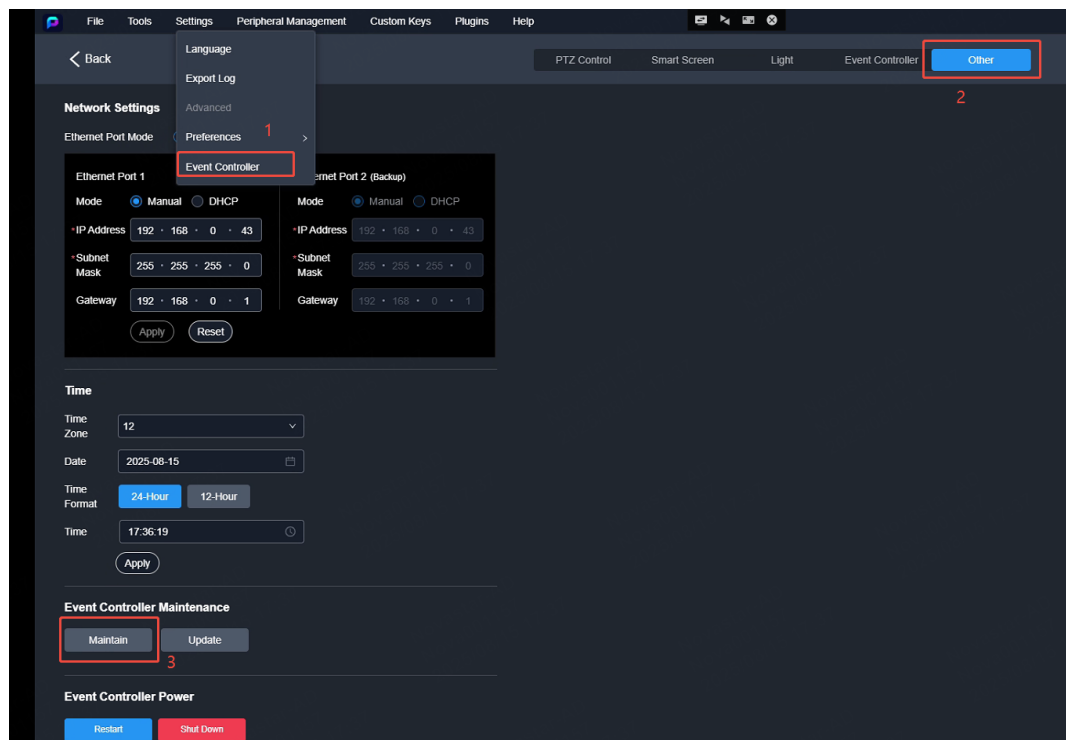 File Tools Settings Peripheral Management Custom Keys Plugins Help
Back
Language
Export Log
Advanced
Preferences 1
Event Controller
PTZ Control Smart Screen Light Event Controller Other
2
Network Settings
Ethernet Port Mode
Ethernet Port 1
Mode Manual DHCP
*IP Address 192 · 168 · 0 · 43
*Subnet Mask 255 · 255 · 255 · 0
Gateway 192 · 168 · 0 · 1
Apply Reset
ernet Port 2 (Backup)
Mode Manual DHCP
*IP Address 192 · 168 · 0 · 43
*Subnet Mask 255 · 255 · 255 · 0
Gateway 192 · 168 · 0 · 1
Time
Time Zone 12
Date 2025-08-15
Time Format 24-Hour 12-Hour
Time 17:36:19
Apply
Event Controller Maintenance
Maintain Update
3
Event Controller Power
Restart Shut Down